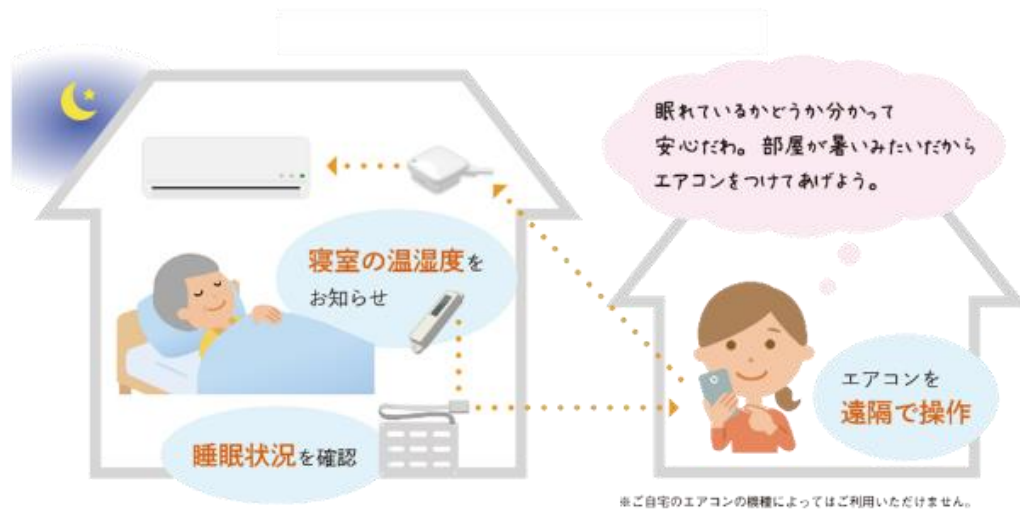 眠れているかどうか分かって
安心だわ。部屋が暑いみたいだから
エアコンをつけてあげよう。
寝室の温湿度を
お知らせ
睡眠状況を確認
エアコンを
遠隔で操作
※ご自宅のエアコンの機種によってはご利用いただけません。